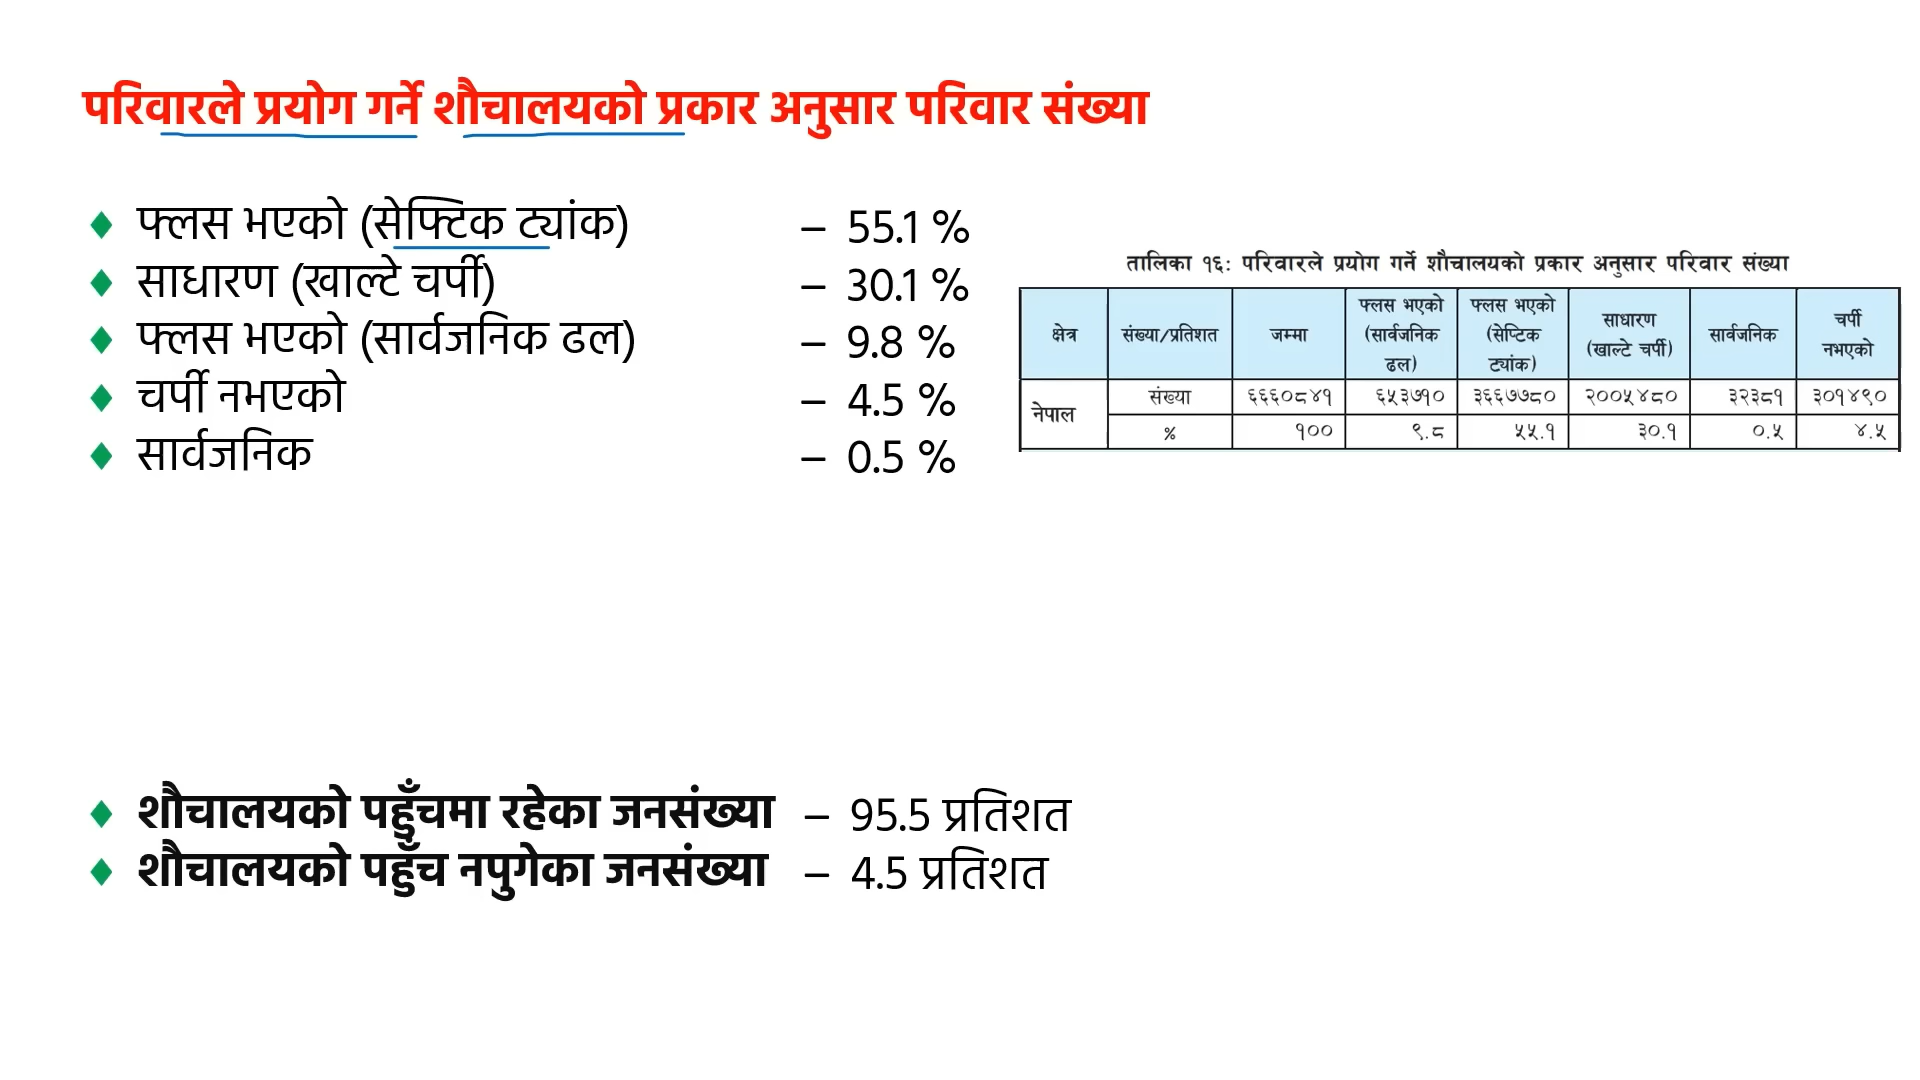 परिवारले प्रयोग गर्ने शौचालयको प्रकार अनुसार परिवार संख्या
♦ फ्लस भएको (सेफ्टिक ट्यांक) – 55.1 %
♦ साधारण (खाल्टे चर्पी) – 30.1 %
♦ फ्लस भएको (सार्वजनिक ढल) – 9.8 %
♦ चर्पी नभएको – 4.5 %
♦ सार्वजनिक – 0.5 %
तालिका १६: परिवारले प्रयोग गर्ने शौचालयको प्रकार अनुसार परिवार संख्या
क्षेत्र संख्या/प्रतिशत जम्मा फ्लस भएको (सार्वजनिक ढल) फ्लस भएको (सेप्टिक ट्यांक) साधारण (खाल्टे चर्पी) सार्वजनिक चर्पी नभएको
नेपाल संख्या ६६६०८४१ ६५३७१० ३६६७७८० २००५४८० ३२३८१ ३०१४९०
% १०० ९.८ ५५.१ ३०.१ ०.५ ४.५
♦ शौचालयको पहुँचमा रहेका जनसंख्या – 95.5 प्रतिशत
♦ शौचालयको पहुँच नपुगेका जनसंख्या – 4.5 प्रतिशत